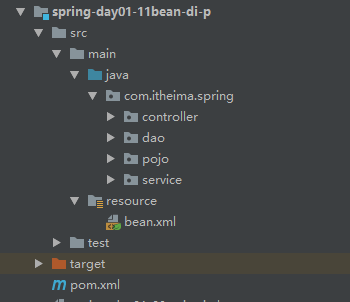 spring-day01-11bean-di-p
src
main
java
com.itheima.spring
controller
dao
pojo
service
resource
bean.xml
test
target
pom.xml